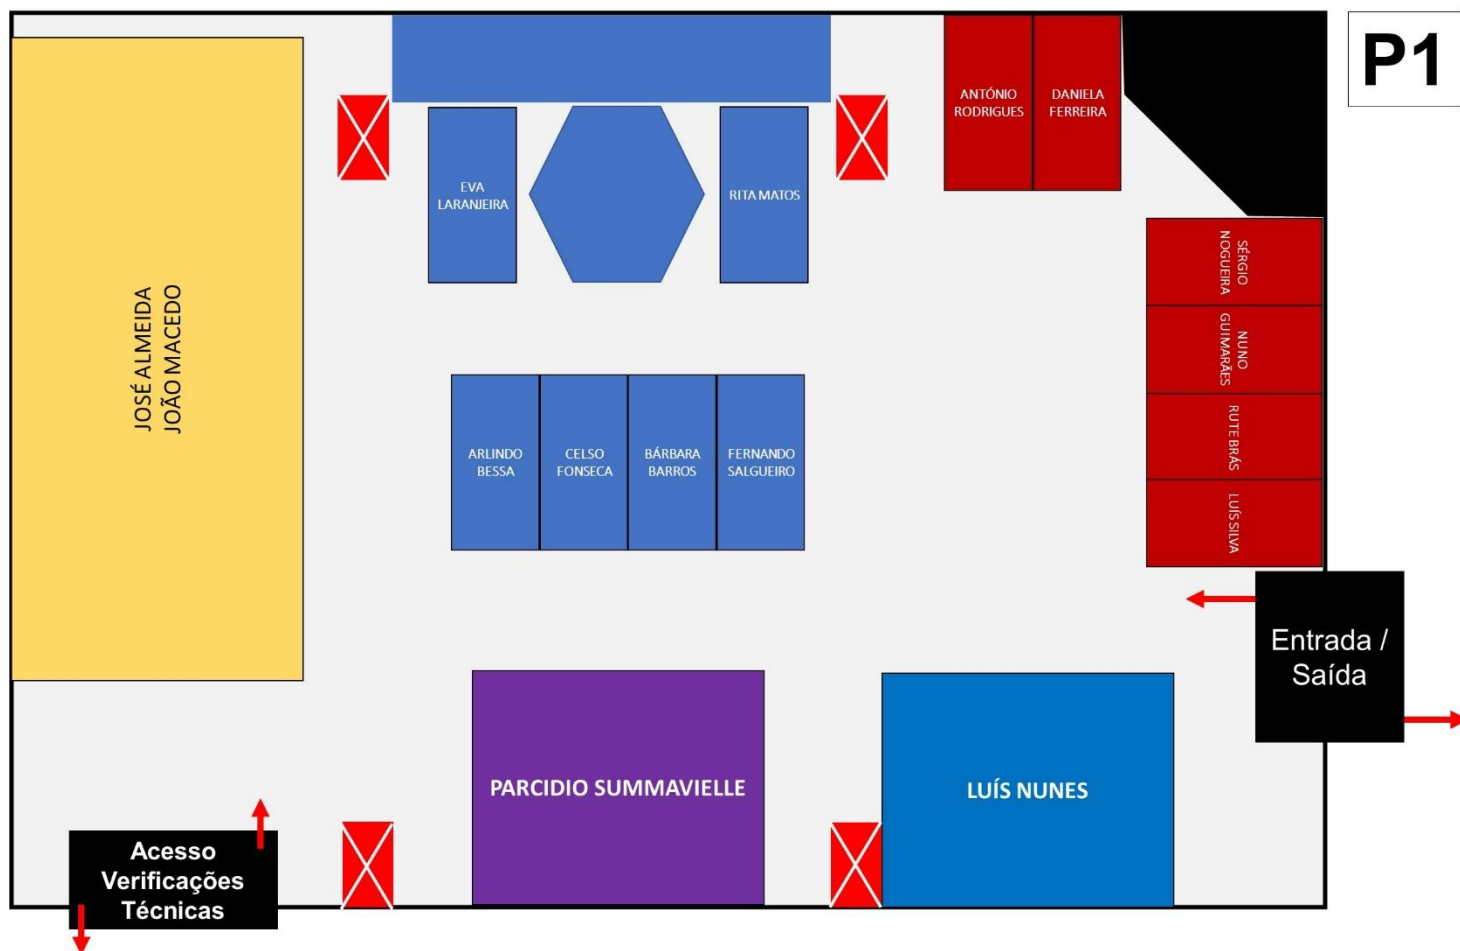 P1
ANTÓNIO
RODRIGUES
DANIELA
FERREIRA
EVA
LARANJEIRA
RITA MATOS
SÉRGIO
NOGUEIRA
NUNO
GUIMARÃES
RUTE BRÁS
LUÍS SILVA
JOSÉ ALMEIDA
JOÃO MACEDO
ARLINDO
BESSA
CELSO
FONSECA
BÁRBARA
BARROS
FERNANDO
SALGUEIRO
Entrada /
Saída
PARCIDIO SUMMAVIELLE
LUÍS NUNES
Acesso
Verificações
Técnicas